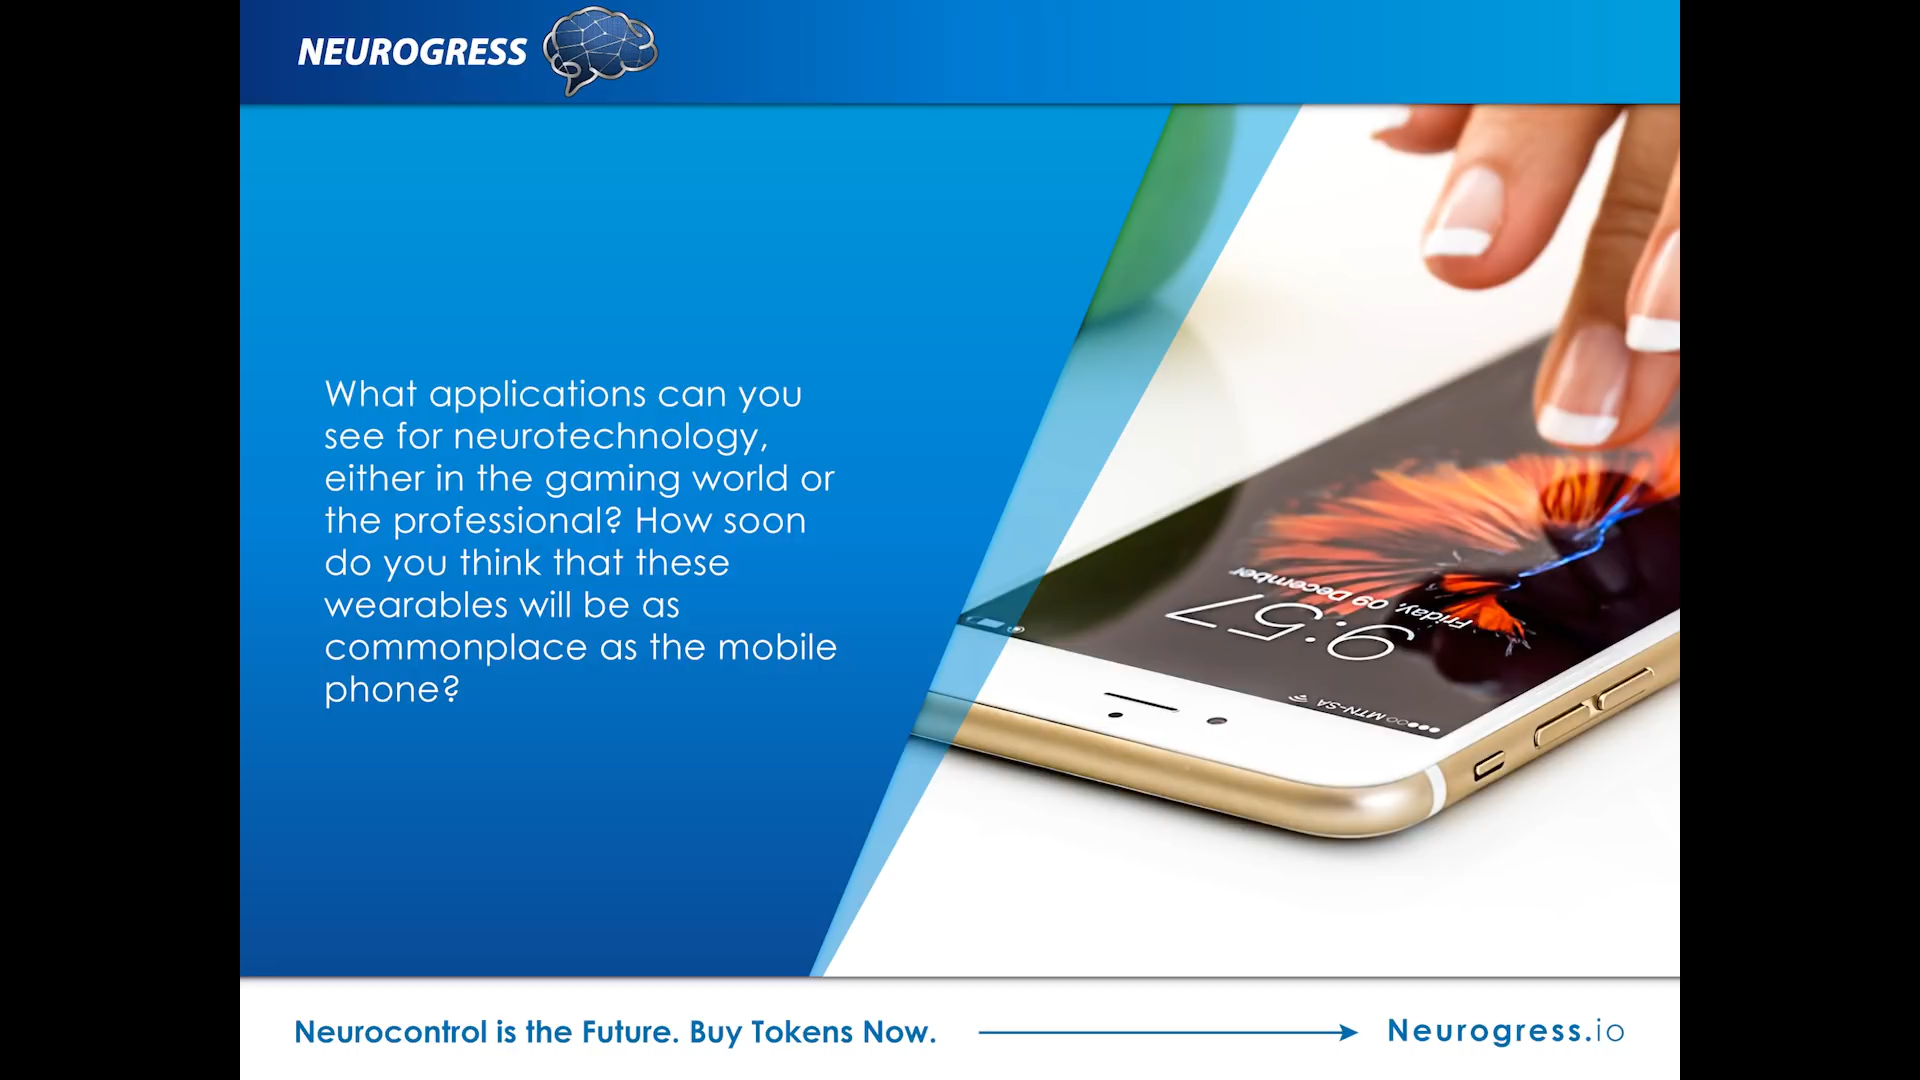 NEUROGRESS
What applications can you
see for neurotechnology,
either in the gaming world or
the professional? How soon
do you think that these
wearables will be as
commonplace as the mobile
phone?
9:57
Friday, 09 December
MTN-SA
Neurocontrol is the Future. Buy Tokens Now.
Neurogress.io